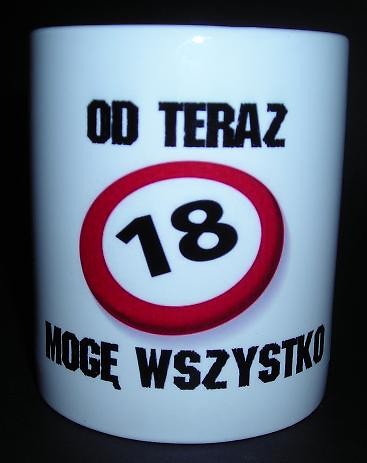 OD TERAZ
18
MOGĘ WSZYSTKO